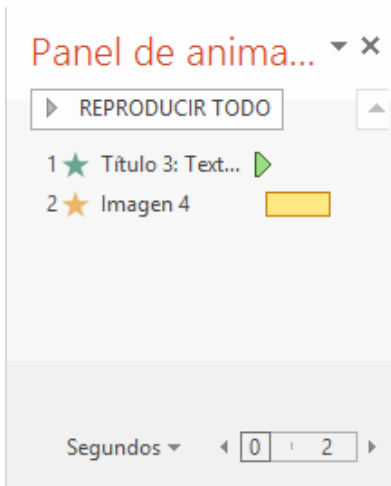 Panel de anima...
REPRODUCIR TODO
1 Título 3: Text...
2 Imagen 4
Segundos 0 2